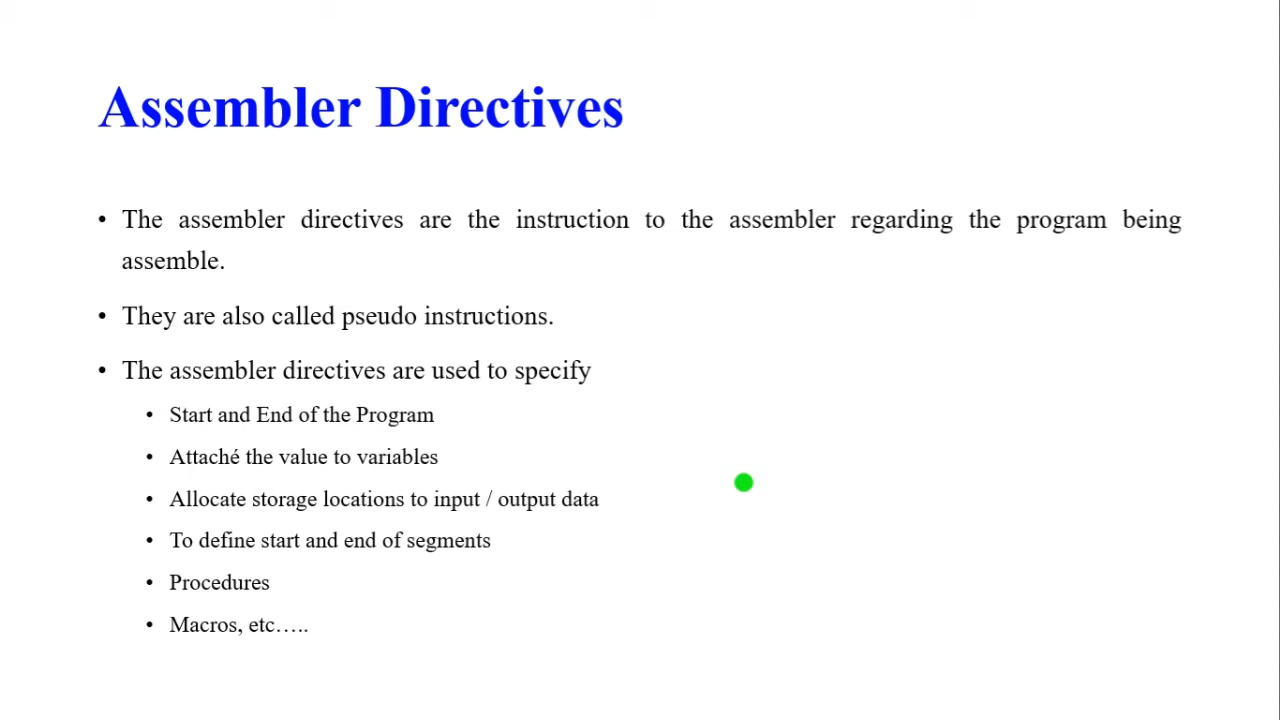 Assembler Directives
• The assembler directives are the instruction to the assembler regarding the program being
assemble.
• They are also called pseudo instructions.
• The assembler directives are used to specify
• Start and End of the Program
• Attaché the value to variables
• Allocate storage locations to input / output data
• To define start and end of segments
• Procedures
• Macros, etc…..